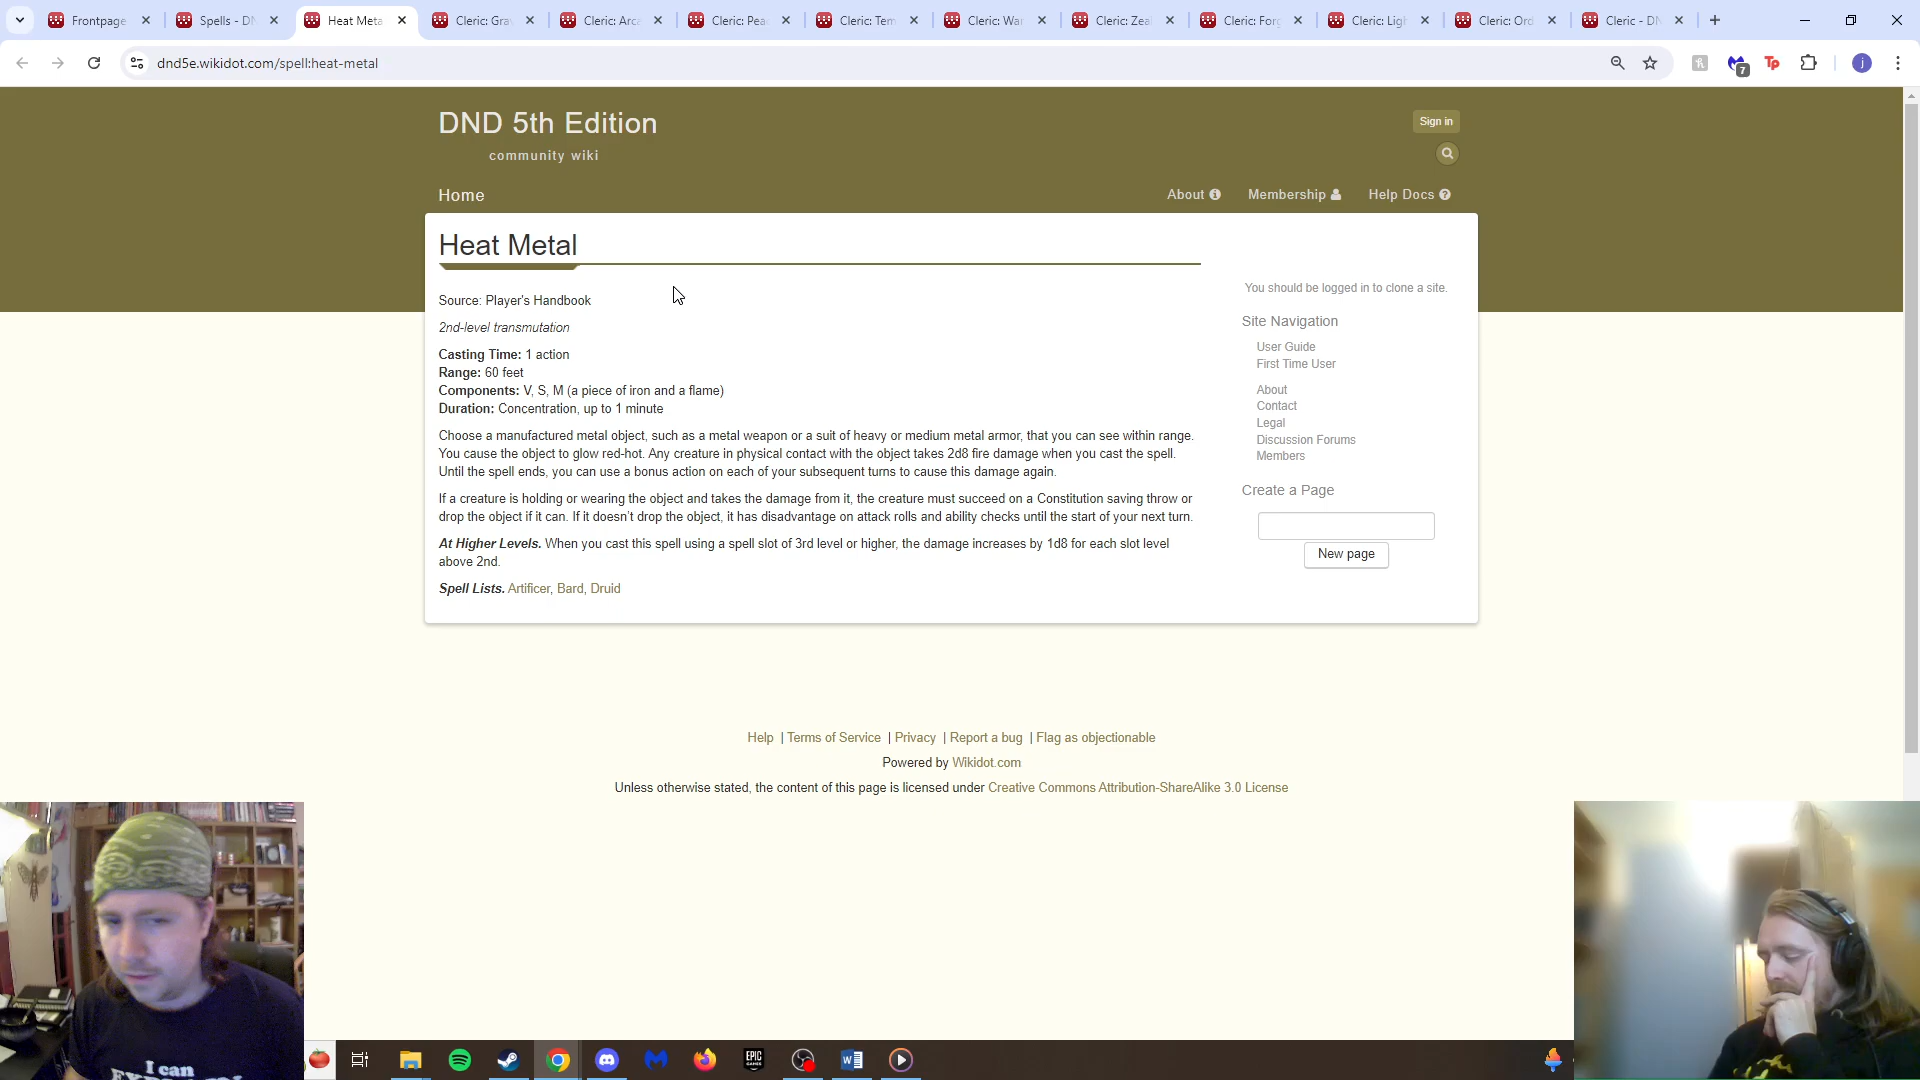 Frontpage
Spells - DN
Heat Meta
Cleric: Gra
Cleric: Arca
Cleric: Peac
Cleric: Tem
Cleric: War
Cleric: Zeal
Cleric: Forg
Cleric: Ligh
Cleric: Ord
Cleric - DN
dnd5e.wikidot.com/spell:heat-metal
7
Tp
j
DND 5th Edition
community wiki
Sign in
Home
About
Membership
Help Docs
Heat Metal
Source: Player's Handbook
2nd-level transmutation
Casting Time: 1 action
Range: 60 feet
Components: V, S, M (a piece of iron and a flame)
Duration: Concentration, up to 1 minute
Choose a manufactured metal object, such as a metal weapon or a suit of heavy or medium metal armor, that you can see within range.
You cause the object to glow red-hot. Any creature in physical contact with the object takes 2d8 fire damage when you cast the spell.
Until the spell ends, you can use a bonus action on each of your subsequent turns to cause this damage again.
If a creature is holding or wearing the object and takes the damage from it, the creature must succeed on a Constitution saving throw or
drop the object if it can. If it doesn't drop the object, it has disadvantage on attack rolls and ability checks until the start of your next turn.
At Higher Levels. When you cast this spell using a spell slot of 3rd level or higher, the damage increases by 1d8 for each slot level
above 2nd.
Spell Lists. Artificer, Bard, Druid
You should be logged in to clone a site.
Site Navigation
User Guide
First Time User
About
Contact
Legal
Discussion Forums
Members
Create a Page
New page
Help | Terms of Service | Privacy | Report a bug | Flag as objectionable
Powered by Wikidot.com
Unless otherwise stated, the content of this page is licensed under Creative Commons Attribution-ShareAlike 3.0 License
I can
EPIC
GAMES
W